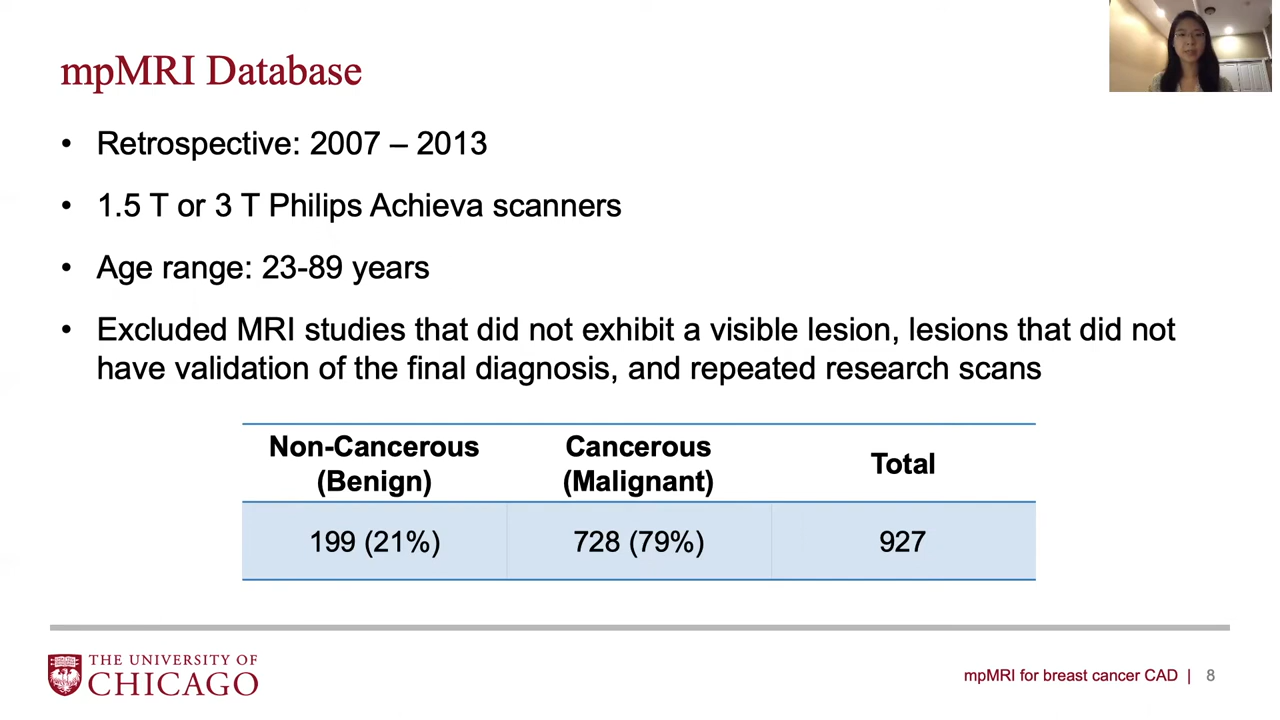 mpMRI Database
• Retrospective: 2007 – 2013
• 1.5 T or 3 T Philips Achieva scanners
• Age range: 23-89 years
• Excluded MRI studies that did not exhibit a visible lesion, lesions that did not
have validation of the final diagnosis, and repeated research scans
Non-Cancerous
(Benign)
Cancerous
(Malignant)
Total
199 (21%)
728 (79%)
927
THE UNIVERSITY OF
CHICAGO
mpMRI for breast cancer CAD | 8